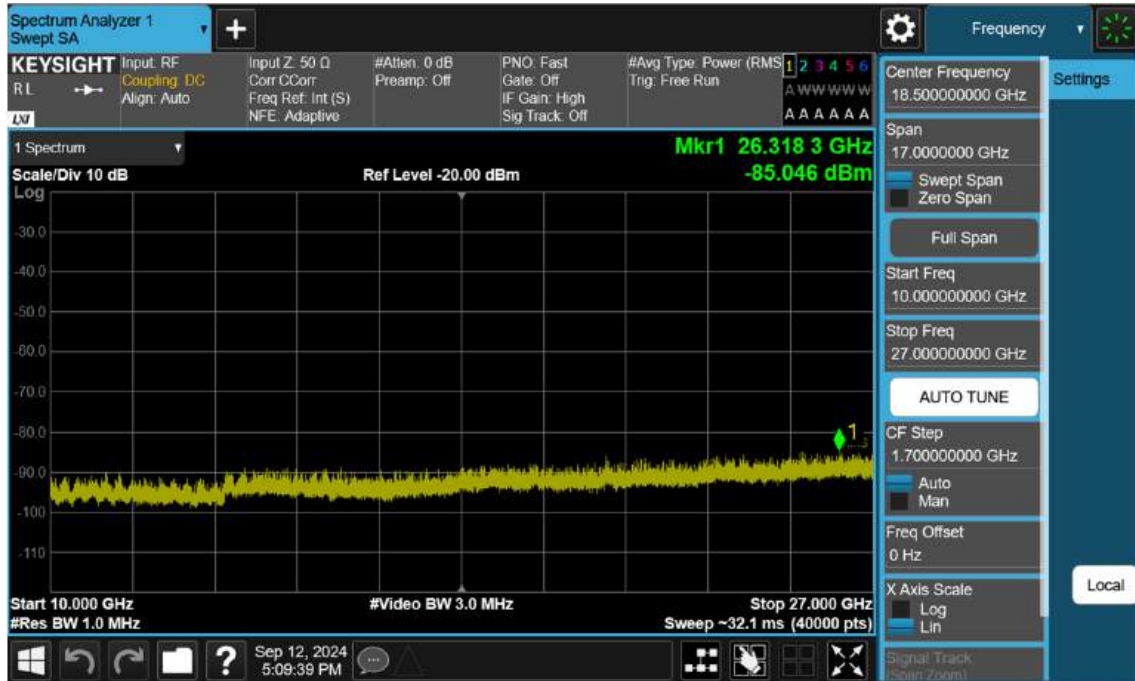 Spectrum Analyzer 1
Swept SA
Frequency
KEYSIGHT
RL
LXI
Input: RF
Coupling: DC
Align: Auto
Input Z: 50 Ω
Corr CCorr
Freq Ref: Int (S)
NFE: Adaptive
#Atten: 0 dB
Preamp: Off
PNO: Fast
Gate: Off
IF Gain: High
Sig Track: Off
#Avg Type: Power (RMS
Trig: Free Run
1 2 3 4 5 6
A W W W W W
A A A A A A
1 Spectrum
Scale/Div 10 dB
Ref Level -20.00 dBm
Mkr1 26.318 3 GHz
-85.046 dBm
Log
-30.0
-40.0
-50.0
-60.0
-70.0
-80.0
-90.0
-100
-110
1
Start 10.000 GHz
#Res BW 1.0 MHz
#Video BW 3.0 MHz
Stop 27.000 GHz
Sweep ~32.1 ms (40000 pts)
Center Frequency
18.500000000 GHz
Span
17.0000000 GHz
Swept Span
Zero Span
Full Span
Start Freq
10.000000000 GHz
Stop Freq
27.000000000 GHz
AUTO TUNE
CF Step
1.700000000 GHz
Auto
Man
Freq Offset
0 Hz
X Axis Scale
Log
Lin
Signal Track
(Span Zoom)
Settings
Local
?
Sep 12, 2024
5:09:39 PM